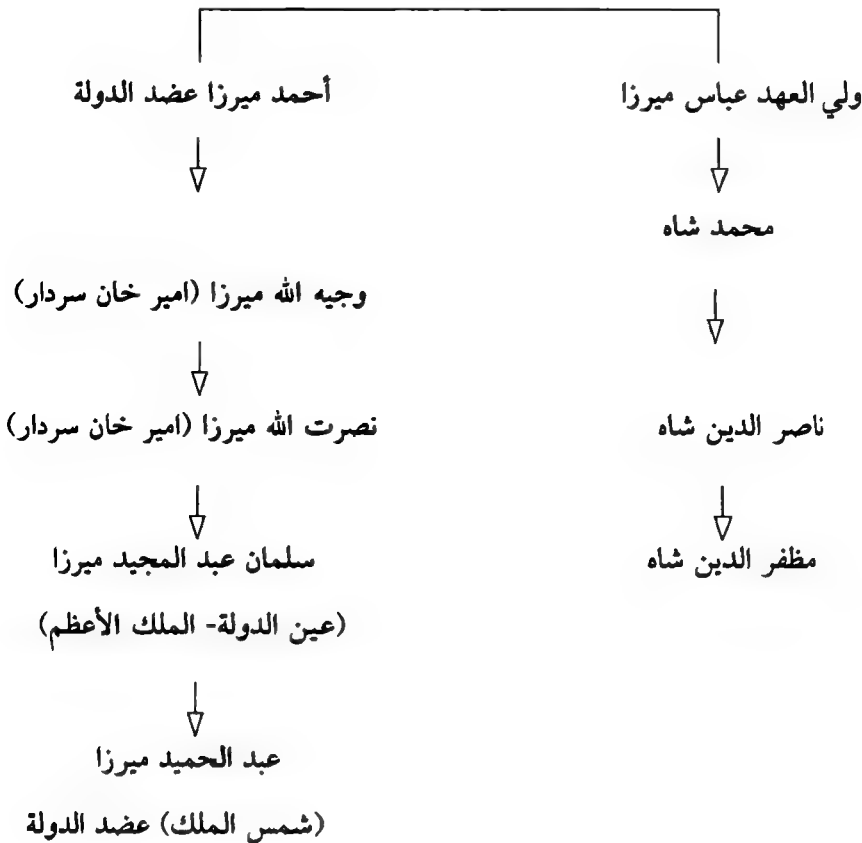 ولي العهد عباس ميرزا
محمد شاه
ناصر الدين شاه
مظفر الدين شاه
أحمد ميرزا عضد الدولة
وجيه الله ميرزا (امير خان سردار)
نصرت الله ميرزا (امير خان سردار)
سلمان عبد المجيد ميرزا
(عين الدولة- الملك الأعظم)
عبد الحميد ميرزا
(شمس الملك) عضد الدولة